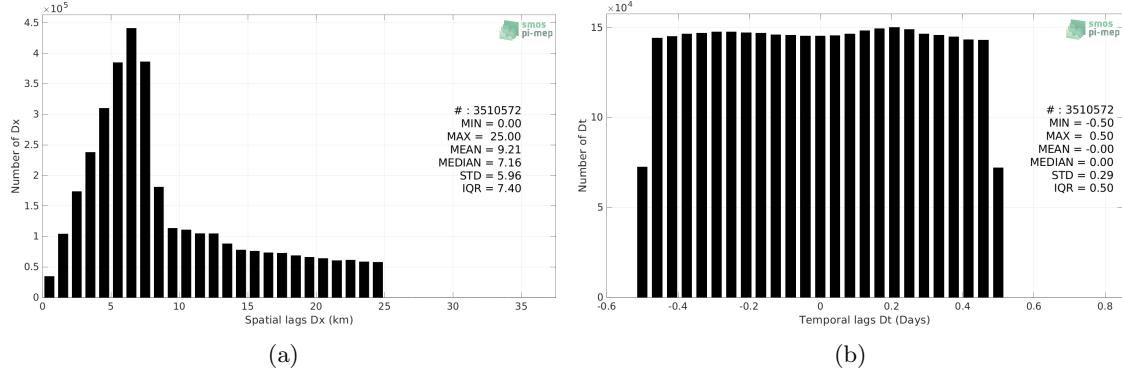 ×10⁵
4.5
4
3.5
3
2.5
2
1.5
1
0.5
0
0 5 10 15 20 25 30 35
Number of Dx
Spatial lags Dx (km)
smos
pi-mep
# : 3510572
MIN = 0.00
MAX = 25.00
MEAN = 9.21
MEDIAN = 7.16
STD = 5.96
IQR = 7.40
(a)
×10⁴
15
10
5
0
-0.6 -0.4 -0.2 0 0.2 0.4 0.6 0.8
Number of Dt
Temporal lags Dt (Days)
smos
pi-mep
# : 3510572
MIN = -0.50
MAX = 0.50
MEAN = -0.00
MEDIAN = 0.00
STD = 0.29
IQR = 0.50
(b)